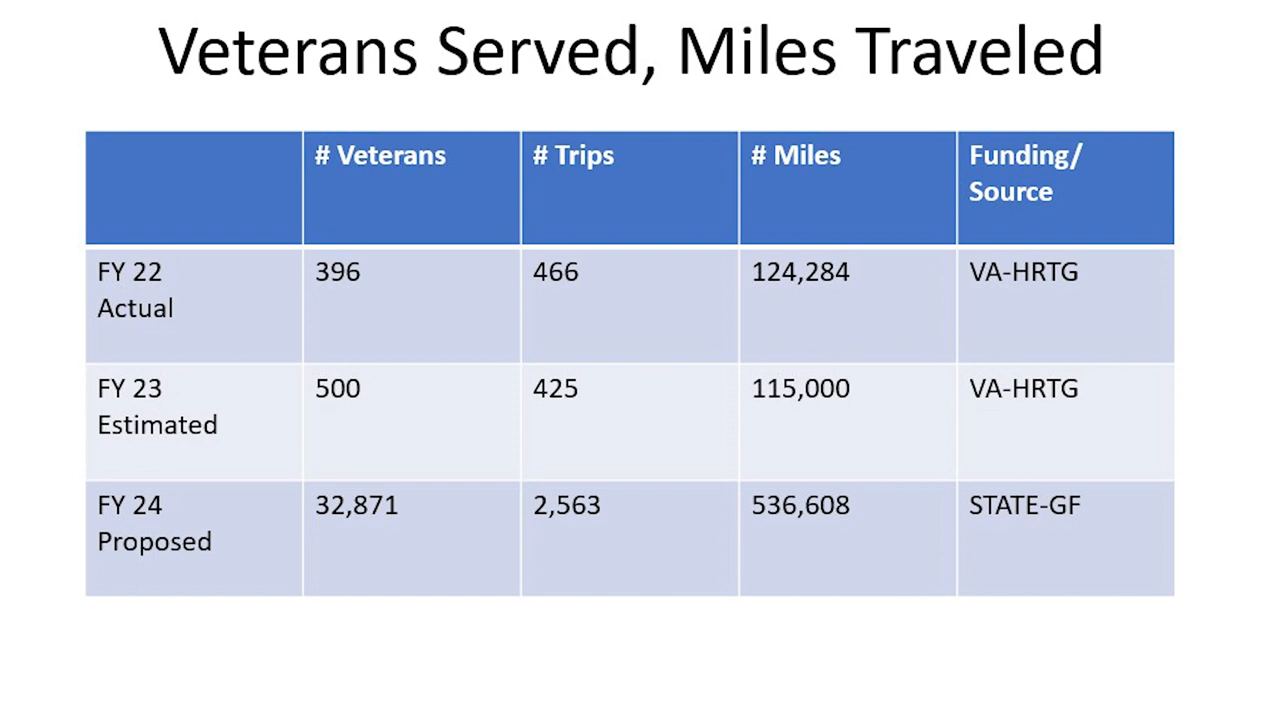 Veterans Served, Miles Traveled
# Veterans # Trips # Miles Funding/
Source
FY 22 396 466 124,284 VA-HRTG
Actual
FY 23 500 425 115,000 VA-HRTG
Estimated
FY 24 32,871 2,563 536,608 STATE-GF
Proposed